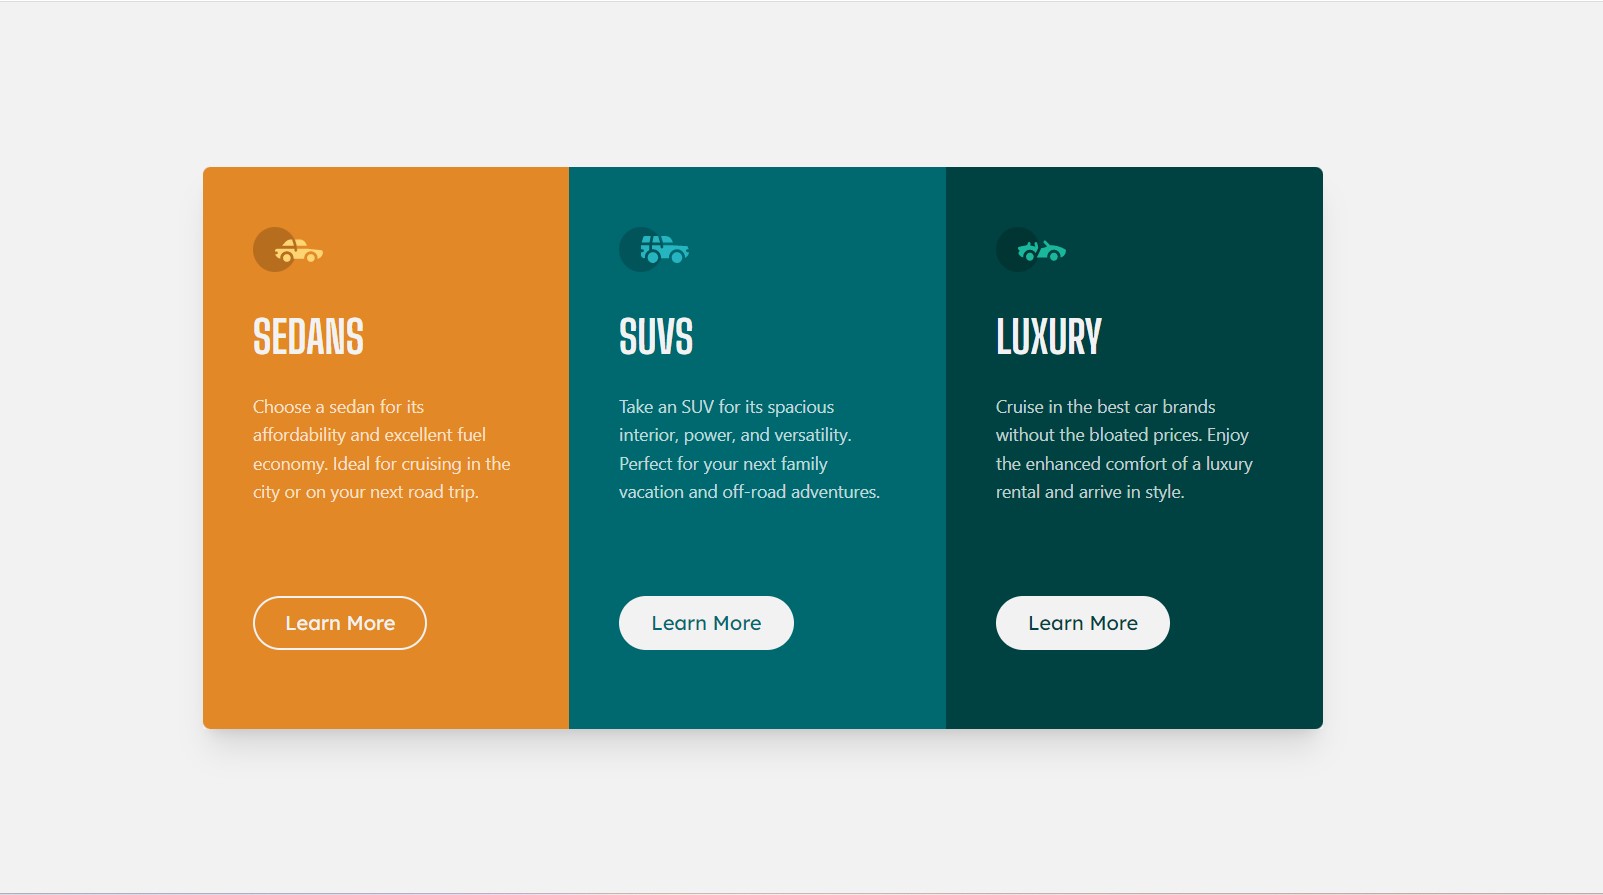 SEDANS
Choose a sedan for its
affordability and excellent fuel
economy. Ideal for cruising in the
city or on your next road trip.
Learn More
SUVS
Take an SUV for its spacious
interior, power, and versatility.
Perfect for your next family
vacation and off-road adventures.
Learn More
LUXURY
Cruise in the best car brands
without the bloated prices. Enjoy
the enhanced comfort of a luxury
rental and arrive in style.
Learn More